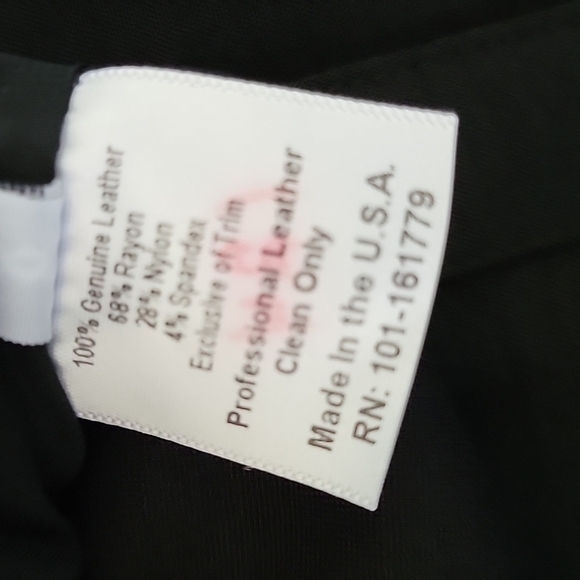 100% Genuine Leather
68% Rayon
28% Nylon
4% Spandex
Exclusive of Trim
Professional Leather
Clean Only
Made In the U.S.A.
RN: 101-161779